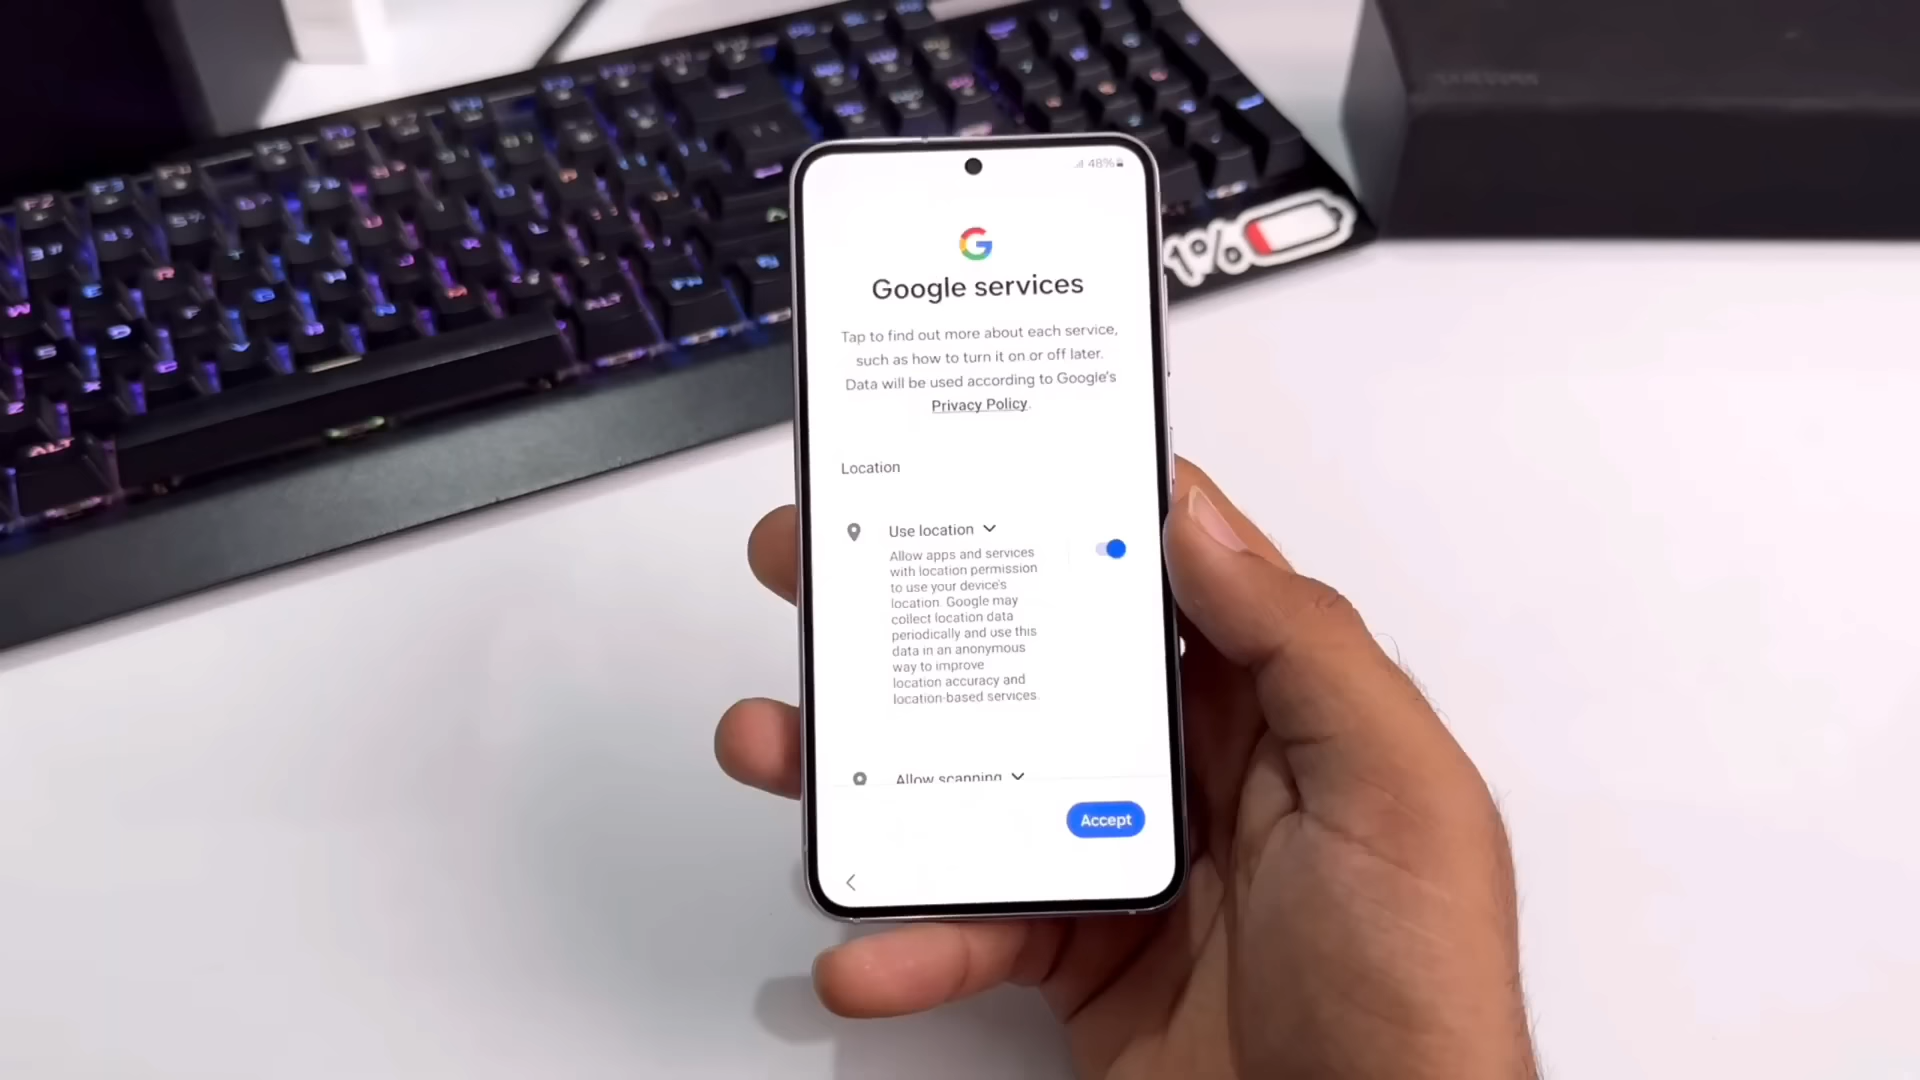 48%
Google services
Tap to find out more about each service,
such as how to turn it on or off later.
Data will be used according to Google's
Privacy Policy.
Location
Use location
Allow apps and services
with location permission
to use your device's
location. Google may
collect location data
periodically and use this
data in an anonymous
way to improve
location accuracy and
location-based services.
Allow scanning
Accept
1%
ALT
FN
ALT